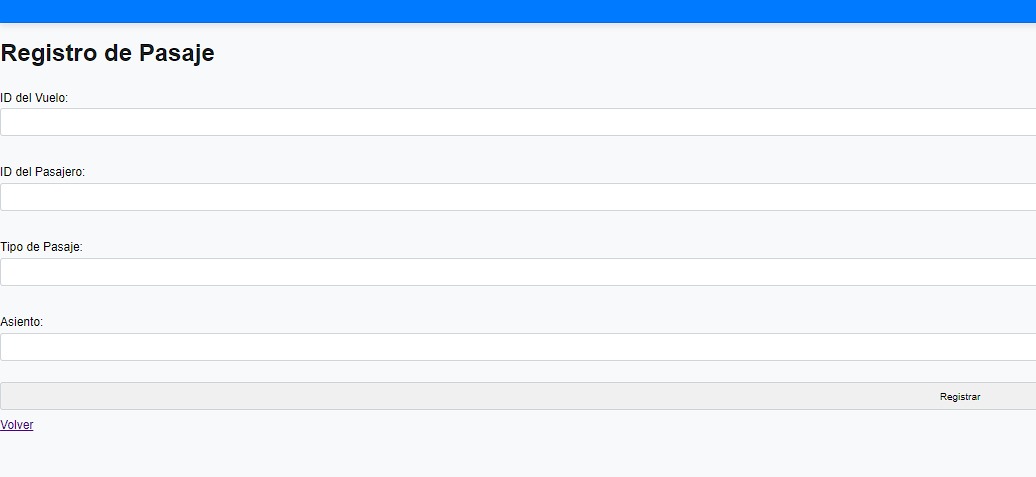 Registro de Pasaje
ID del Vuelo:
ID del Pasajero:
Tipo de Pasaje:
Asiento:
Registrar
Volver